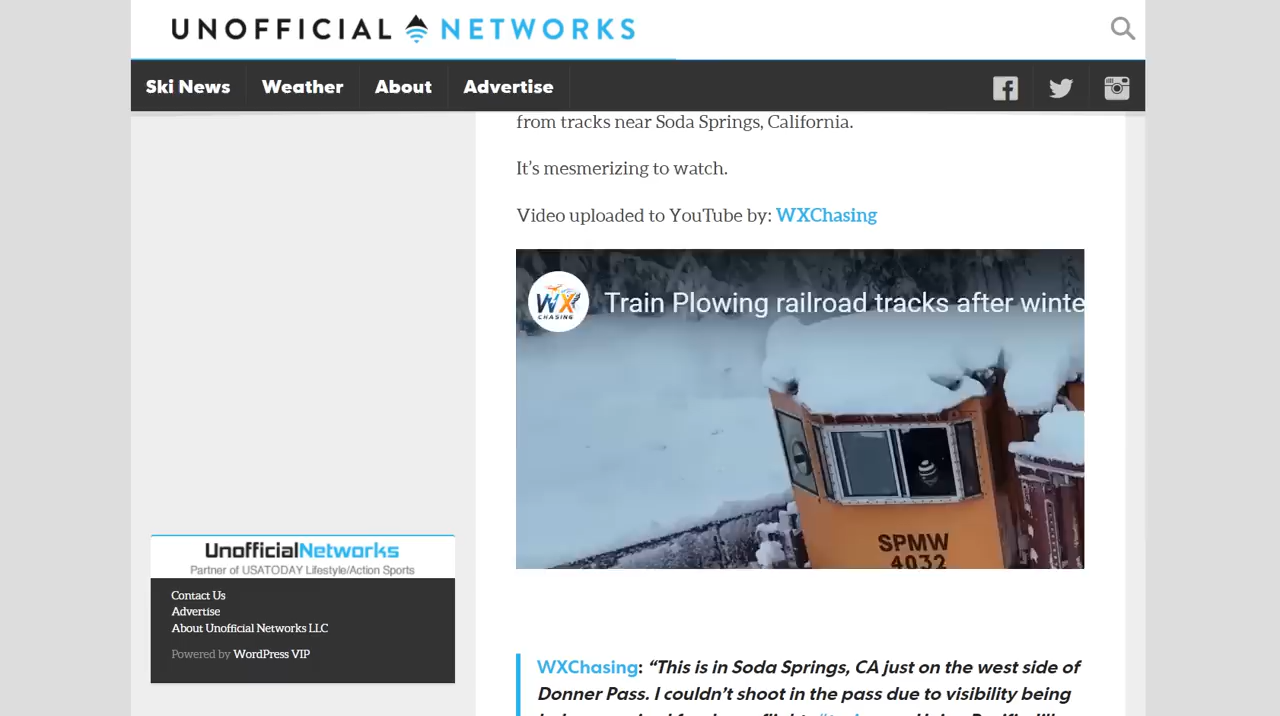 UNOFFICIAL NETWORKS
Ski News Weather About Advertise
from tracks near Soda Springs, California.
It's mesmerizing to watch.
Video uploaded to YouTube by: WXChasing
WX CHASING
Train Plowing railroad tracks after winte
SPMW
4032
UnofficialNetworks
Partner of USATODAY Lifestyle/Action Sports
Contact Us
Advertise
About Unofficial Networks LLC
Powered by WordPress VIP
WXChasing: “This is in Soda Springs, CA just on the west side of
Donner Pass. I couldn’t shoot in the pass due to visibility being